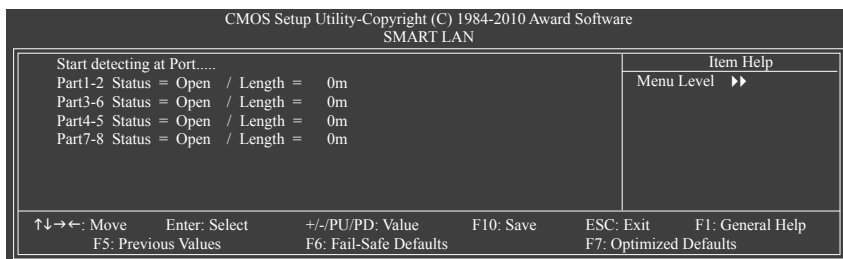 CMOS Setup Utility-Copyright (C) 1984-2010 Award Software
SMART LAN
Start detecting at Port.....
Part1-2 Status = Open / Length = 0m
Part3-6 Status = Open / Length = 0m
Part4-5 Status = Open / Length = 0m
Part7-8 Status = Open / Length = 0m
Item Help
Menu Level ▶▶
↑↓→←: Move Enter: Select +/-/PU/PD: Value F10: Save ESC: Exit F1: General Help
F5: Previous Values F6: Fail-Safe Defaults F7: Optimized Defaults